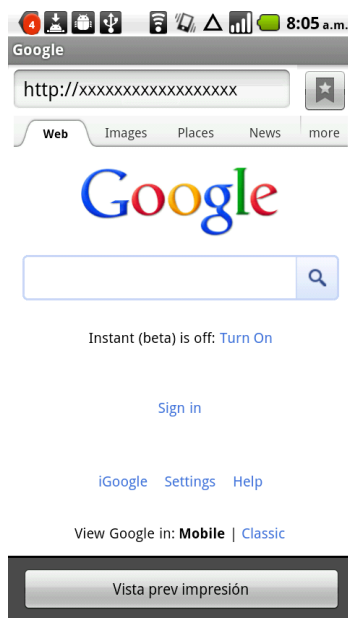 4 8:05 a.m.
Google
http://xxxxxxxxxxxxxxxxxx
Web Images Places News more
Google
Instant (beta) is off: Turn On
Sign in
iGoogle Settings Help
View Google in: Mobile | Classic
Vista prev impresión